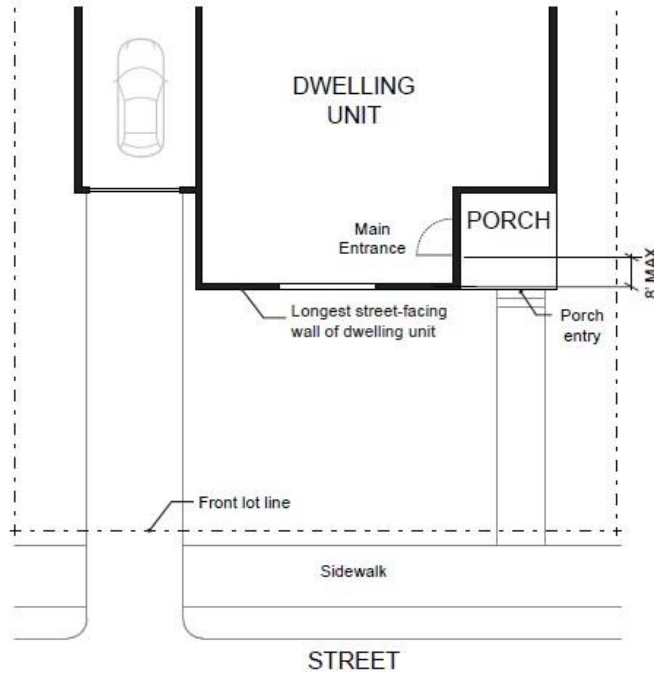 DWELLING
UNIT
Main
Entrance
PORCH
8' MAX
Longest street-facing
wall of dwelling unit
Porch
entry
Front lot line
Sidewalk
STREET